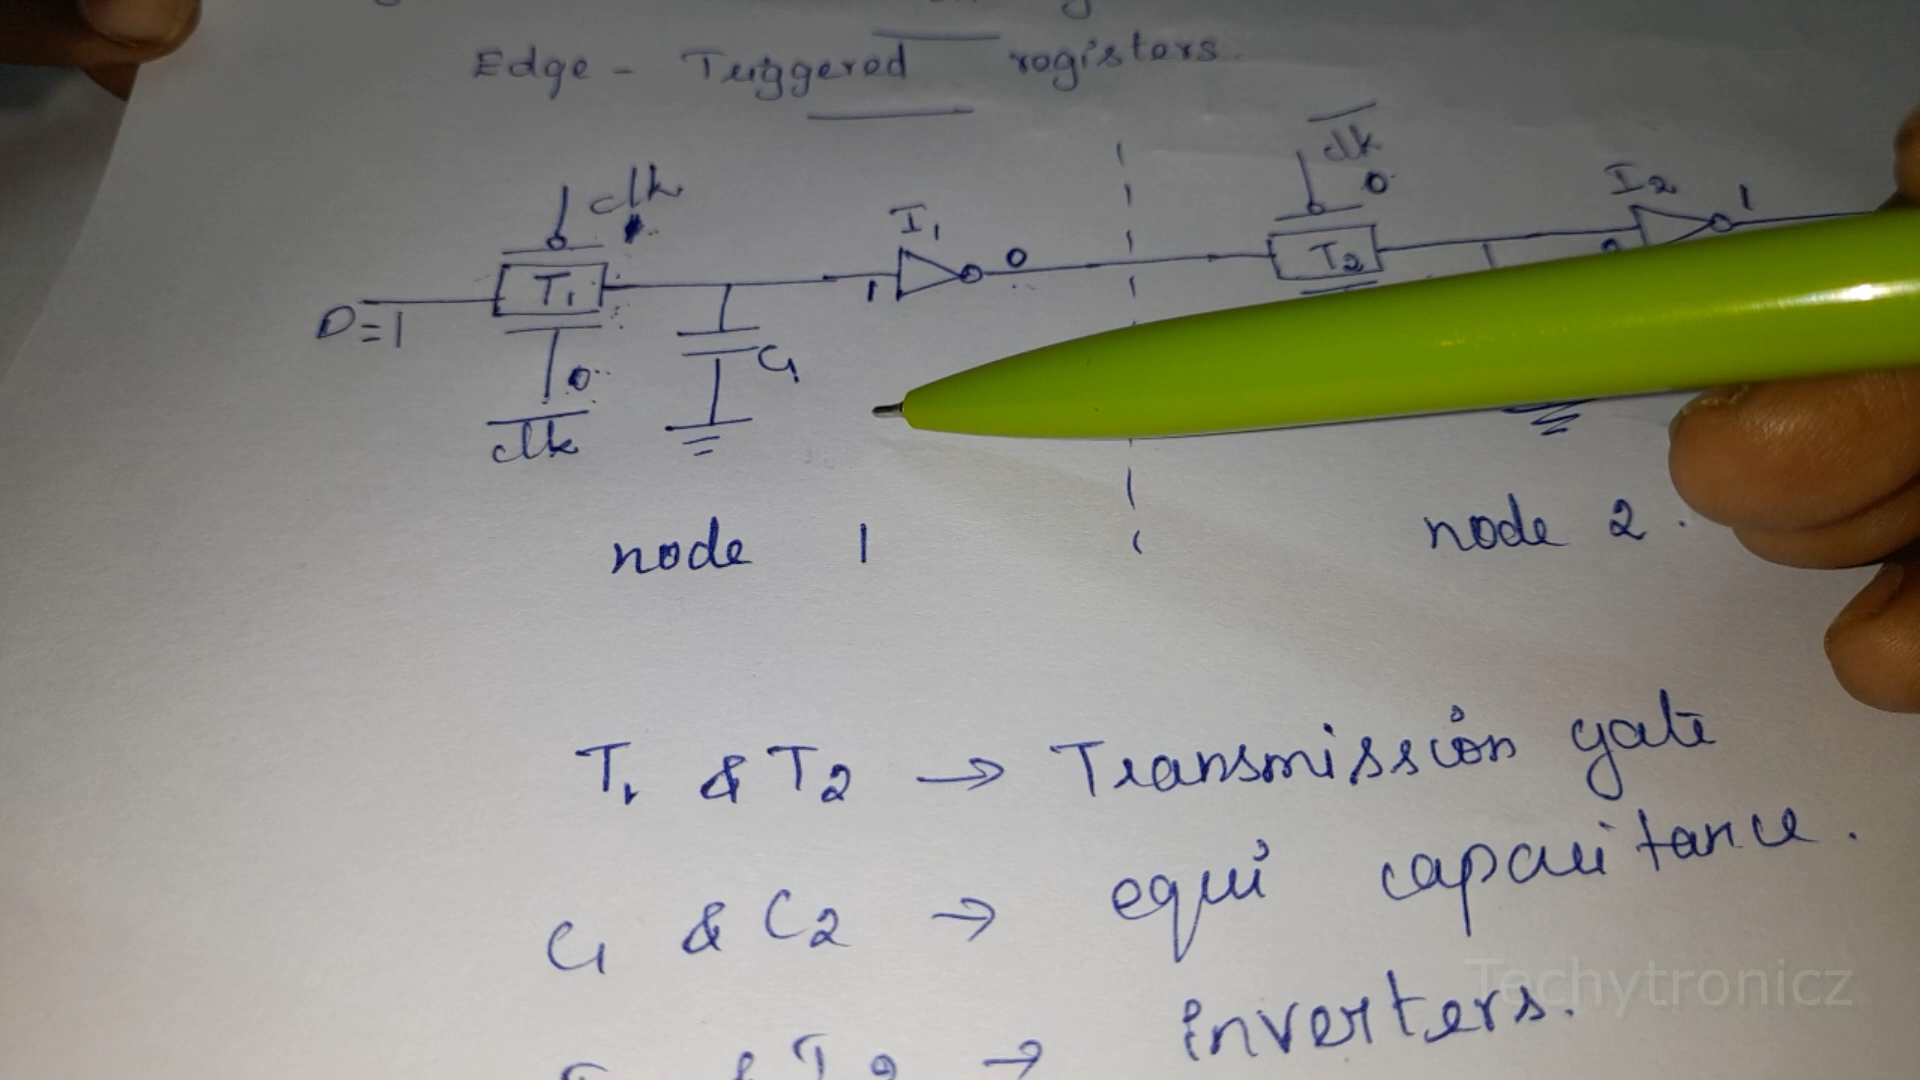 Edge - Triggered registers.
clk
clk
0
I2
1
I1
0
T1
T2
1
D=1
C1
0
clk
node 1
node 2.
T1 & T2 → Transmission gate
C1 & C2 → equi capacitance.
Techytronicz
→ inverters.